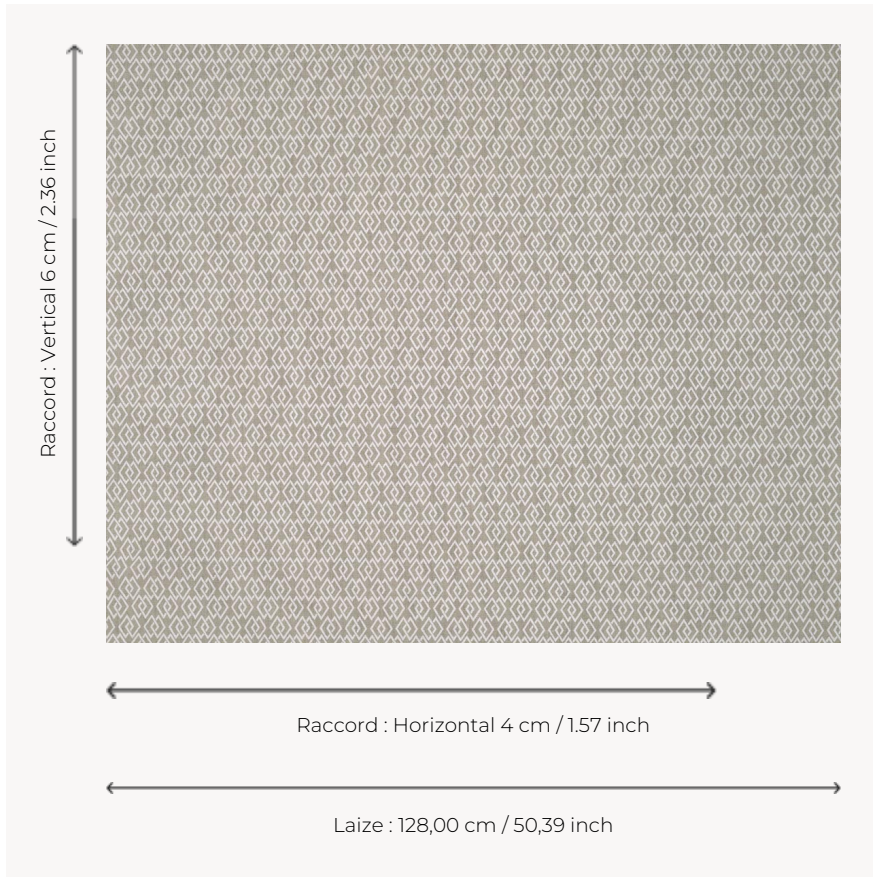 Raccord : Vertical 6 cm / 2.36 inch
Raccord : Horizontal 4 cm / 1.57 inch
Laize : 128,00 cm / 50,39 inch